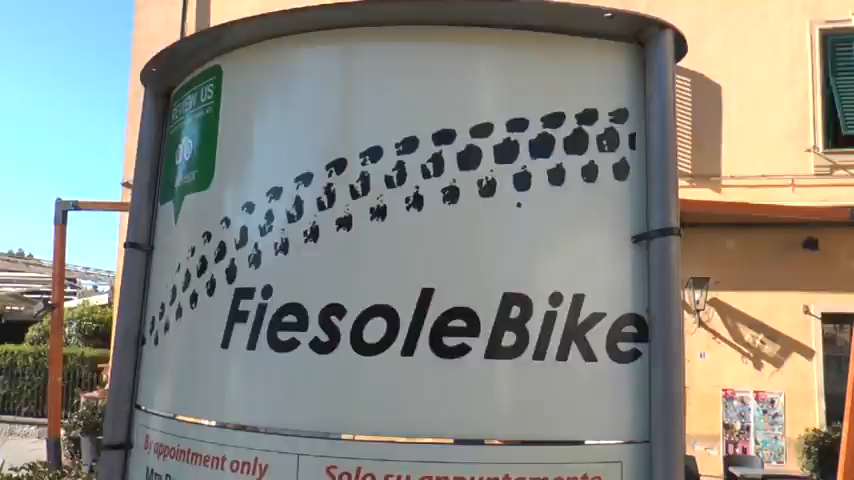 REVIEW US
FiesoleBike
By appointment only
Solo su appuntamento